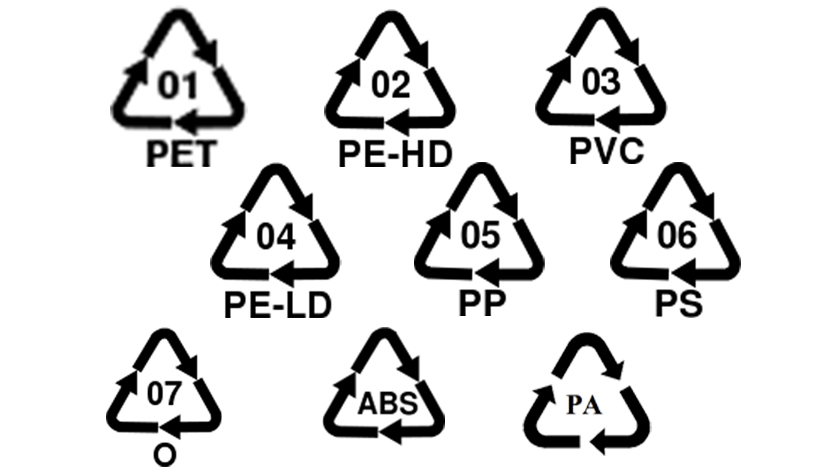 01
PET
02
PE-HD
03
PVC
04
PE-LD
05
PP
06
PS
07
O
ABS
PA